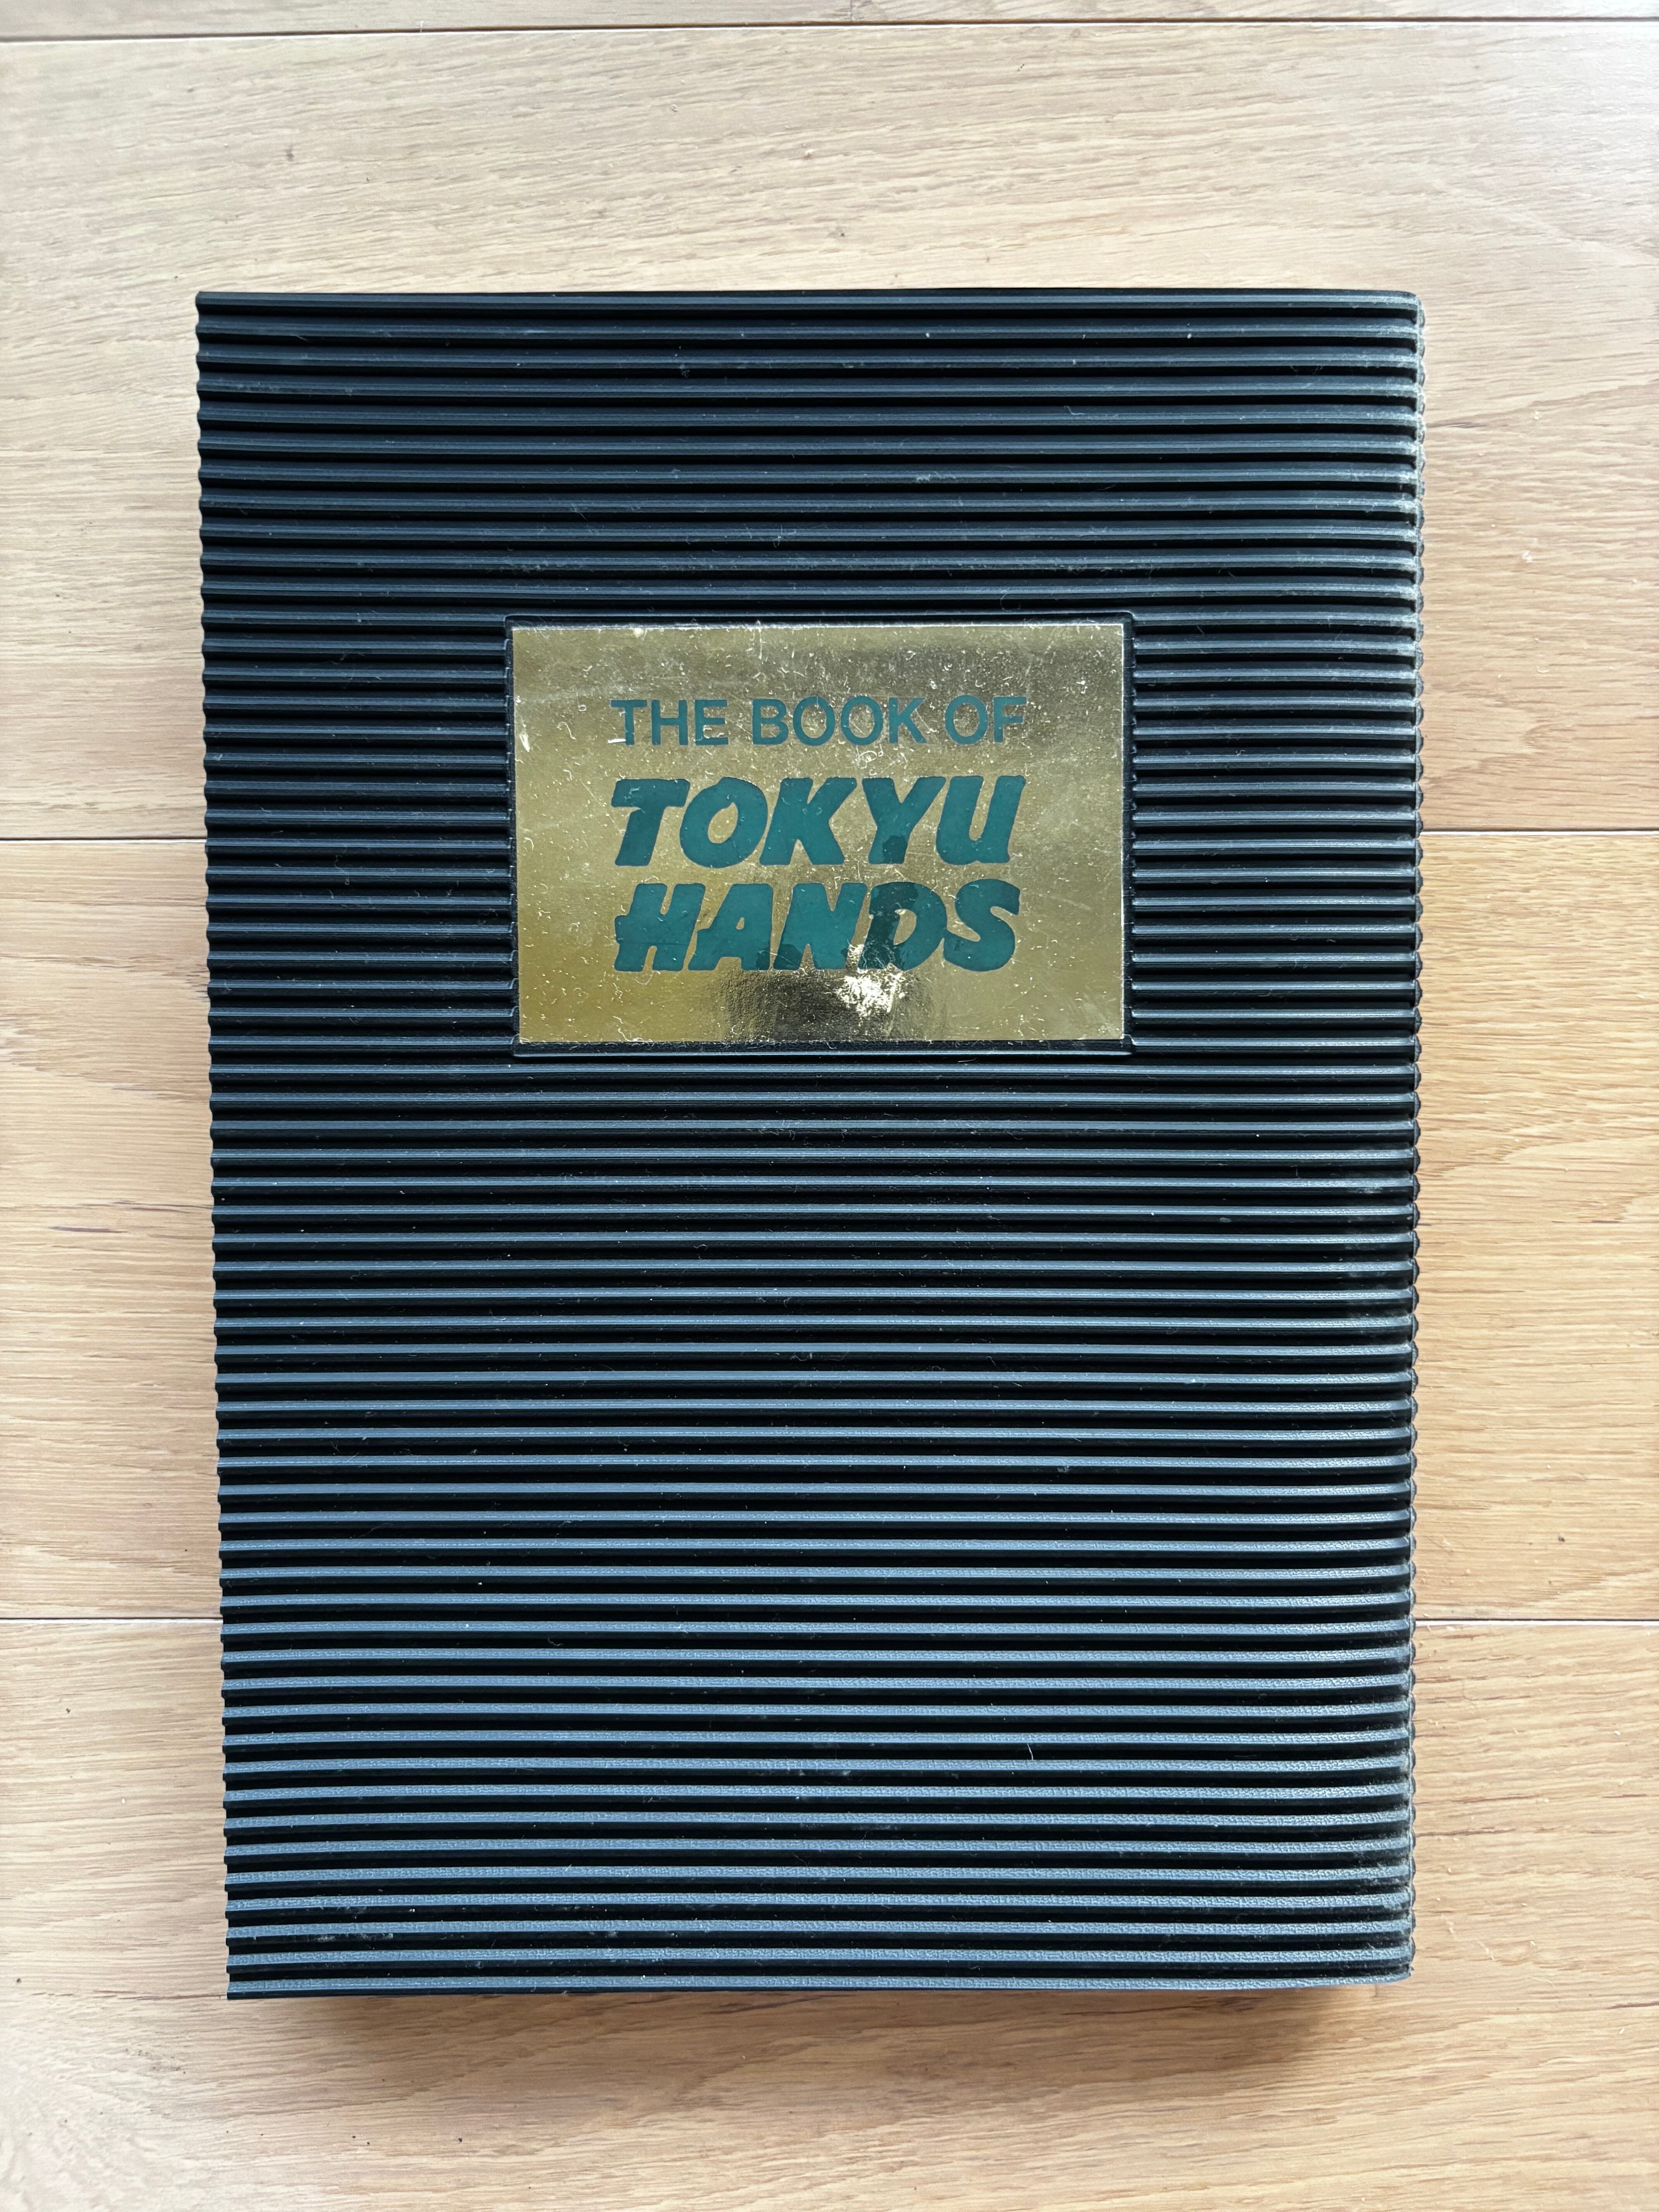 THE BOOK OF
TOKYU
HANDS